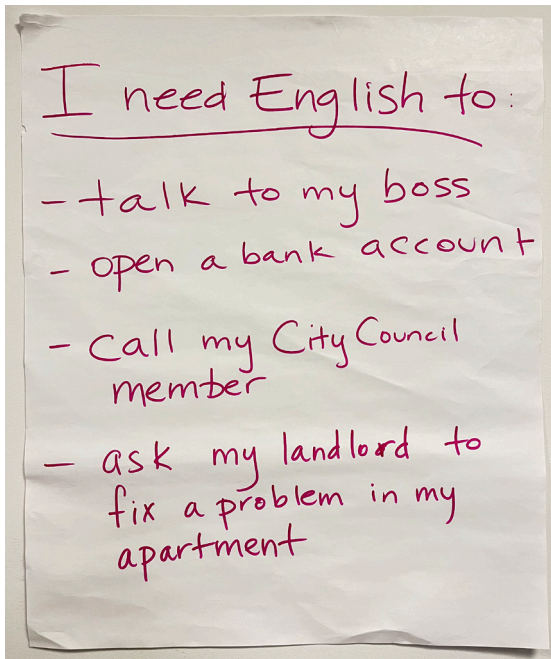 I need English to:
- talk to my boss
- open a bank account
- call my City Council
member
- ask my landlord to
fix a problem in my
apartment